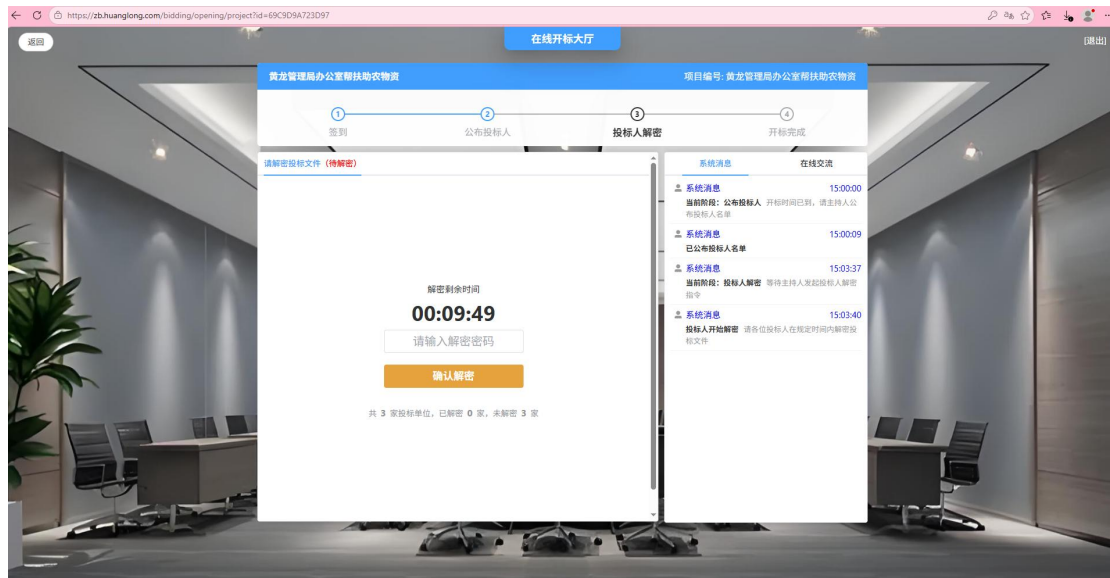 https://zb.huanglong.com/bidding/opening/project?id=69C9D9A723D97
返回
在线开标大厅
[退出]
黄龙管理局办公室帮扶助农物资
项目编号: 黄龙管理局办公室帮扶助农物资
1
2
3
4
签到
公布投标人
投标人解密
开标完成
请解密投标文件（待解密）
解密剩余时间
00:09:49
请输入解密密码
确认解密
共 3 家投标单位，已解密 0 家，未解密 3 家
系统消息
在线交流
系统消息 15:00:00
当前阶段：公布投标人 开标时间已到，请主持人公
布投标人名单
系统消息 15:00:09
已公布投标人名单
系统消息 15:03:37
当前阶段：投标人解密 等待主持人发起投标人解密
指令
系统消息 15:03:40
投标人开始解密 请各位投标人在规定时间内解密投
标文件